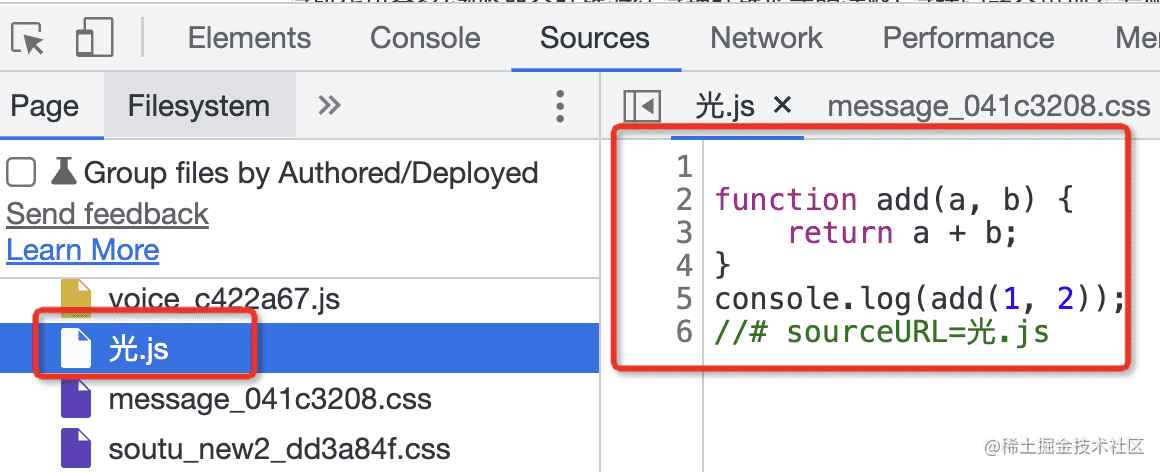 Elements Console Sources Network Performance Me
Page Filesystem
光.js × message_041c3208.css
Group files by Authored/Deployed
Send feedback
Learn More
voice_c422a67.js
光.js
message_041c3208.css
soutu_new2_dd3a84f.css
1
2 function add(a, b) {
3 return a + b;
4 }
5 console.log(add(1, 2));
6 //# sourceURL=光.js
@稀土掘金技术社区